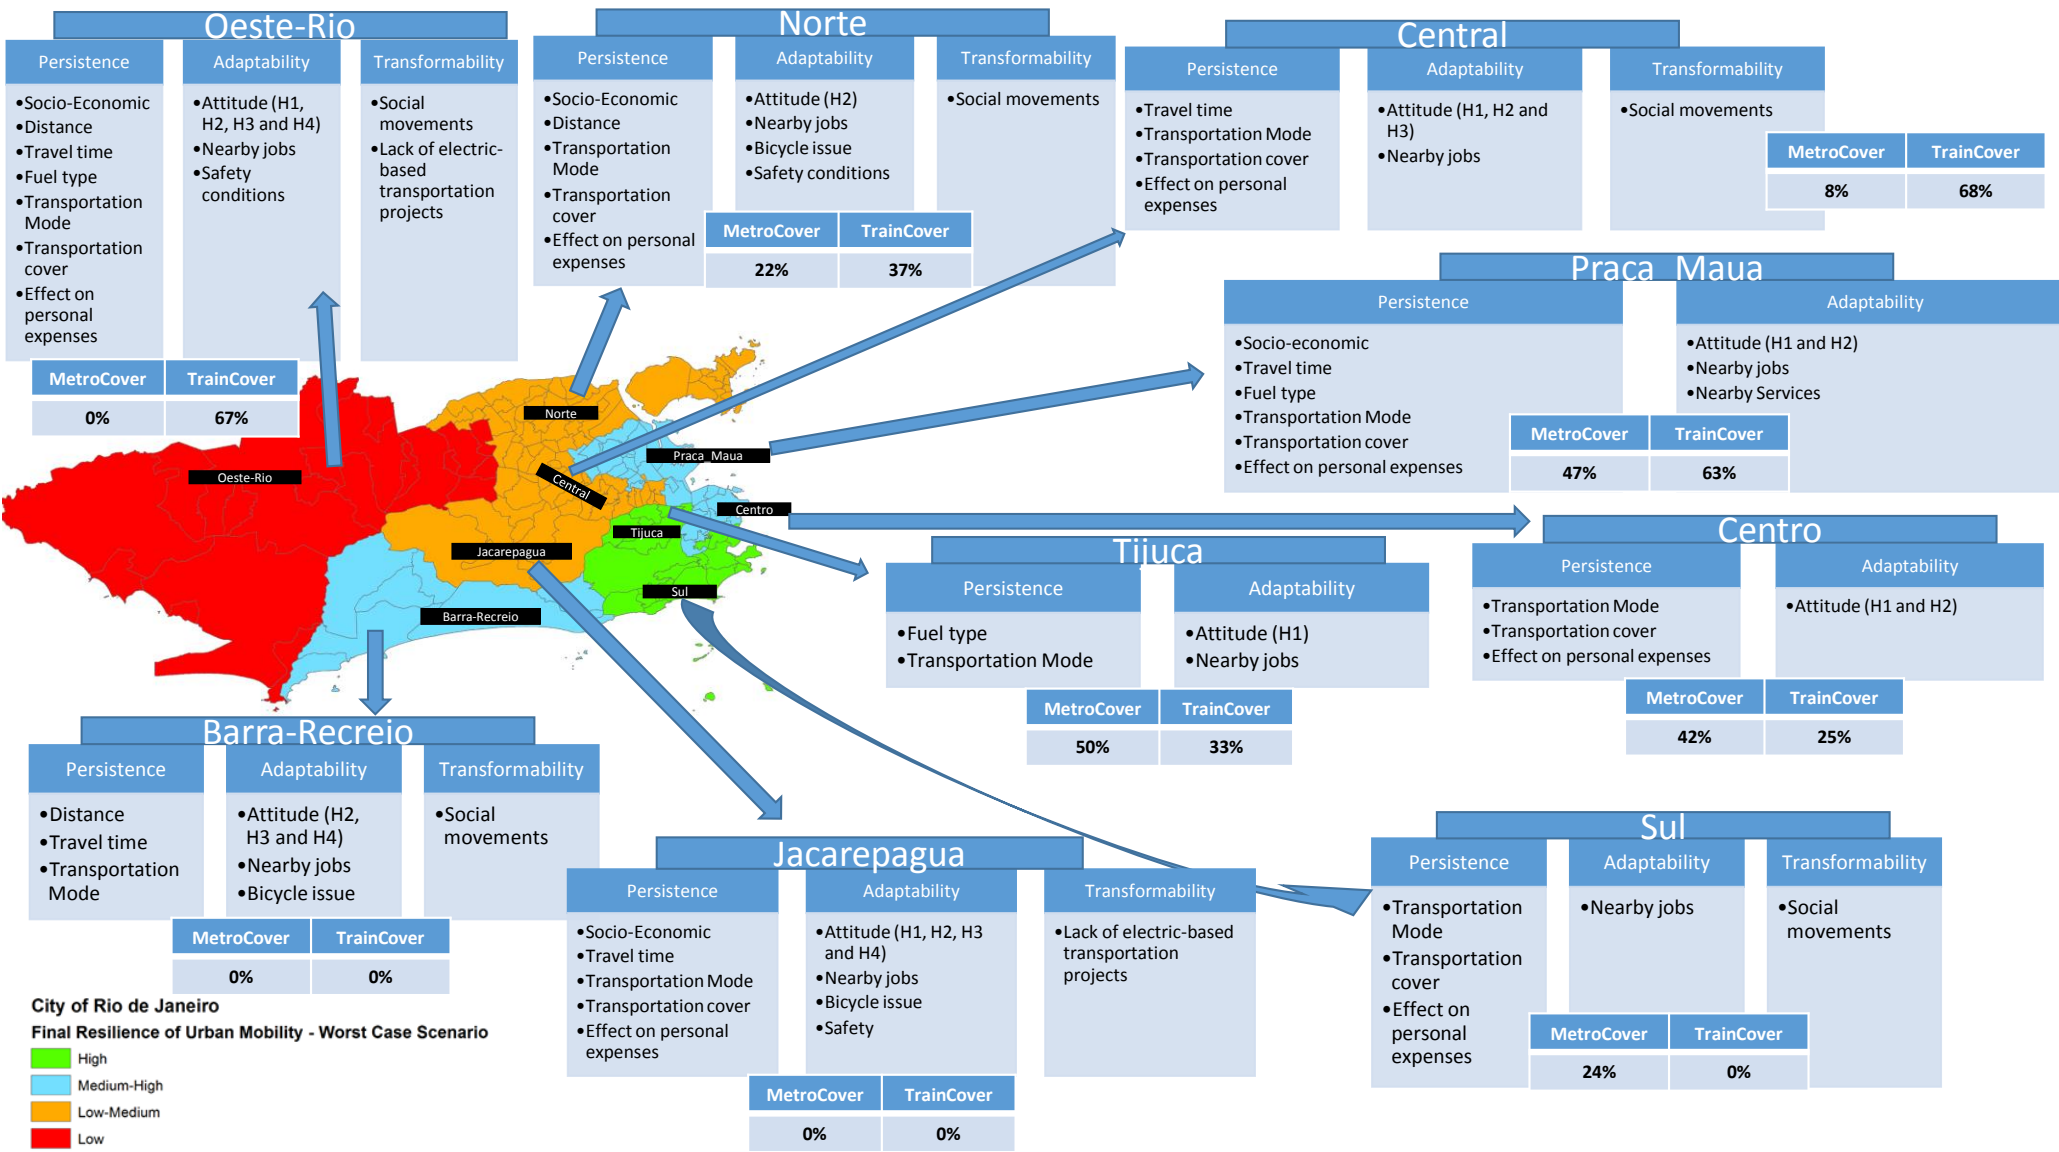 Oeste-Rio
Persistence
•Socio-Economic
•Distance
•Travel time
•Fuel type
•Transportation
Mode
•Transportation
cover
•Effect on
personal
expenses
Adaptability
•Attitude (H1,
H2, H3 and H4)
•Nearby jobs
•Safety
conditions
Transformability
•Social
movements
•Lack of electric-
based
transportation
projects
MetroCover TrainCover
0% 67%
Norte
Persistence
•Socio-Economic
•Distance
•Transportation
Mode
•Transportation
cover
•Effect on personal
expenses
Adaptability
•Attitude (H2)
•Nearby jobs
•Bicycle issue
•Safety conditions
Transformability
•Social movements
MetroCover TrainCover
22% 37%
Central
Persistence
•Travel time
•Transportation Mode
•Transportation cover
•Effect on personal
expenses
Adaptability
•Attitude (H1, H2 and
H3)
•Nearby jobs
Transformability
•Social movements
MetroCover TrainCover
8% 68%
Praca_Maua
Persistence
•Socio-economic
•Travel time
•Fuel type
•Transportation Mode
•Transportation cover
•Effect on personal expenses
Adaptability
•Attitude (H1 and H2)
•Nearby jobs
•Nearby Services
MetroCover TrainCover
47% 63%
Norte
Praca_Maua
Central
Oeste-Rio
Centro
Tijuca
Jacarepagua
Sul
Barra-Recreio
Tijuca
Persistence
•Fuel type
•Transportation Mode
Adaptability
•Attitude (H1)
•Nearby jobs
MetroCover TrainCover
50% 33%
Centro
Persistence
•Transportation Mode
•Transportation cover
•Effect on personal expenses
Adaptability
•Attitude (H1 and H2)
MetroCover TrainCover
42% 25%
Barra-Recreio
Persistence
•Distance
•Travel time
•Transportation
Mode
Adaptability
•Attitude (H2,
H3 and H4)
•Nearby jobs
•Bicycle issue
Transformability
•Social
movements
MetroCover TrainCover
0% 0%
Jacarepagua
Persistence
•Socio-Economic
•Travel time
•Transportation Mode
•Transportation cover
•Effect on personal
expenses
Adaptability
•Attitude (H1, H2, H3
and H4)
•Nearby jobs
•Bicycle issue
•Safety
Transformability
•Lack of electric-based
transportation
projects
MetroCover TrainCover
0% 0%
Sul
Persistence
•Transportation
Mode
•Transportation
cover
•Effect on
personal
expenses
Adaptability
•Nearby jobs
Transformability
•Social
movements
MetroCover TrainCover
24% 0%
City of Rio de Janeiro
Final Resilience of Urban Mobility - Worst Case Scenario
High
Medium-High
Low-Medium
Low